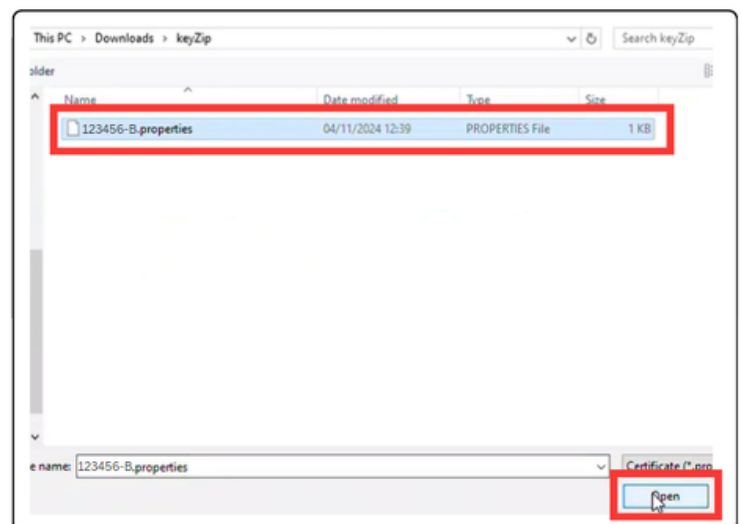 This PC > Downloads > keyZip Search keyZip
older
Name Date modified Type Size
123456-B.properties 04/11/2024 12:39 PROPERTIES File 1 KB
e name: 123456-B.properties Certificate (*.pro
Open